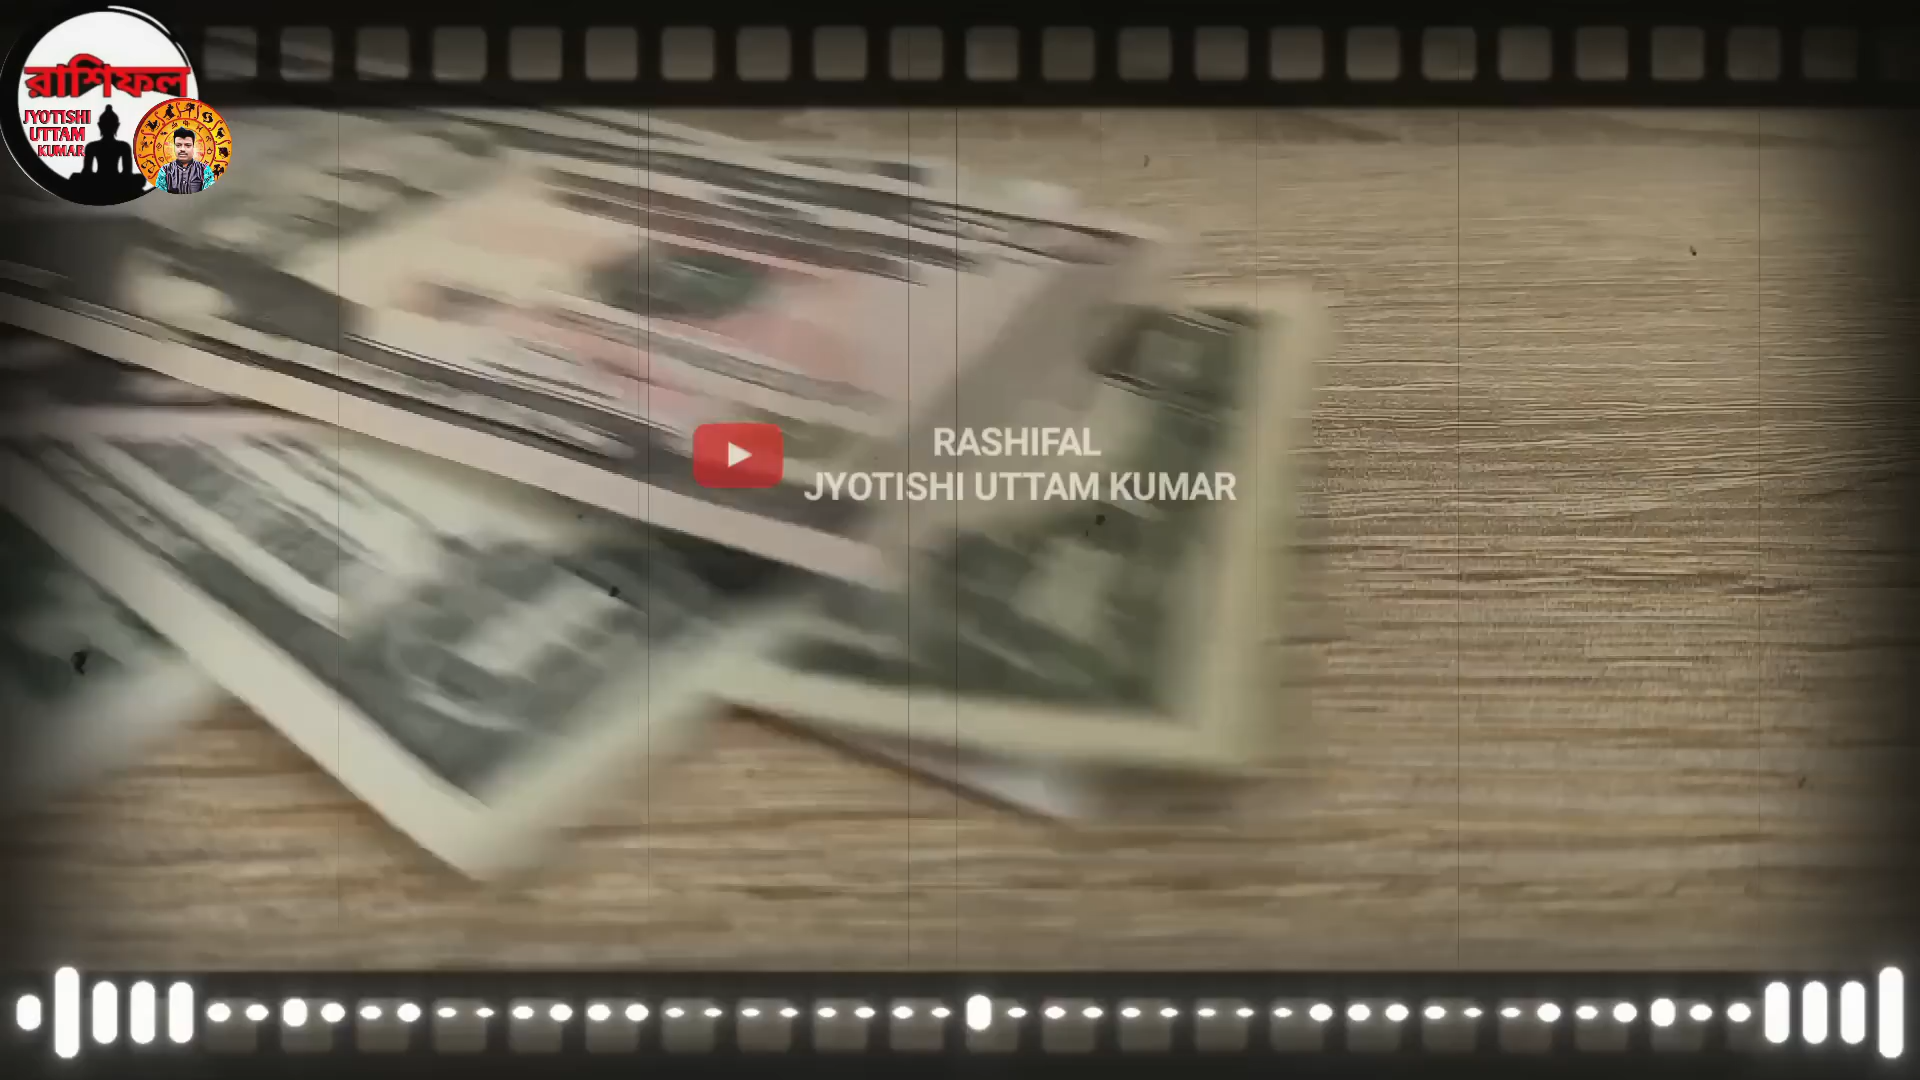 রাশিফল
JYOTISHI
UTTAM
KUMAR
RASHIFAL
JYOTISHI UTTAM KUMAR